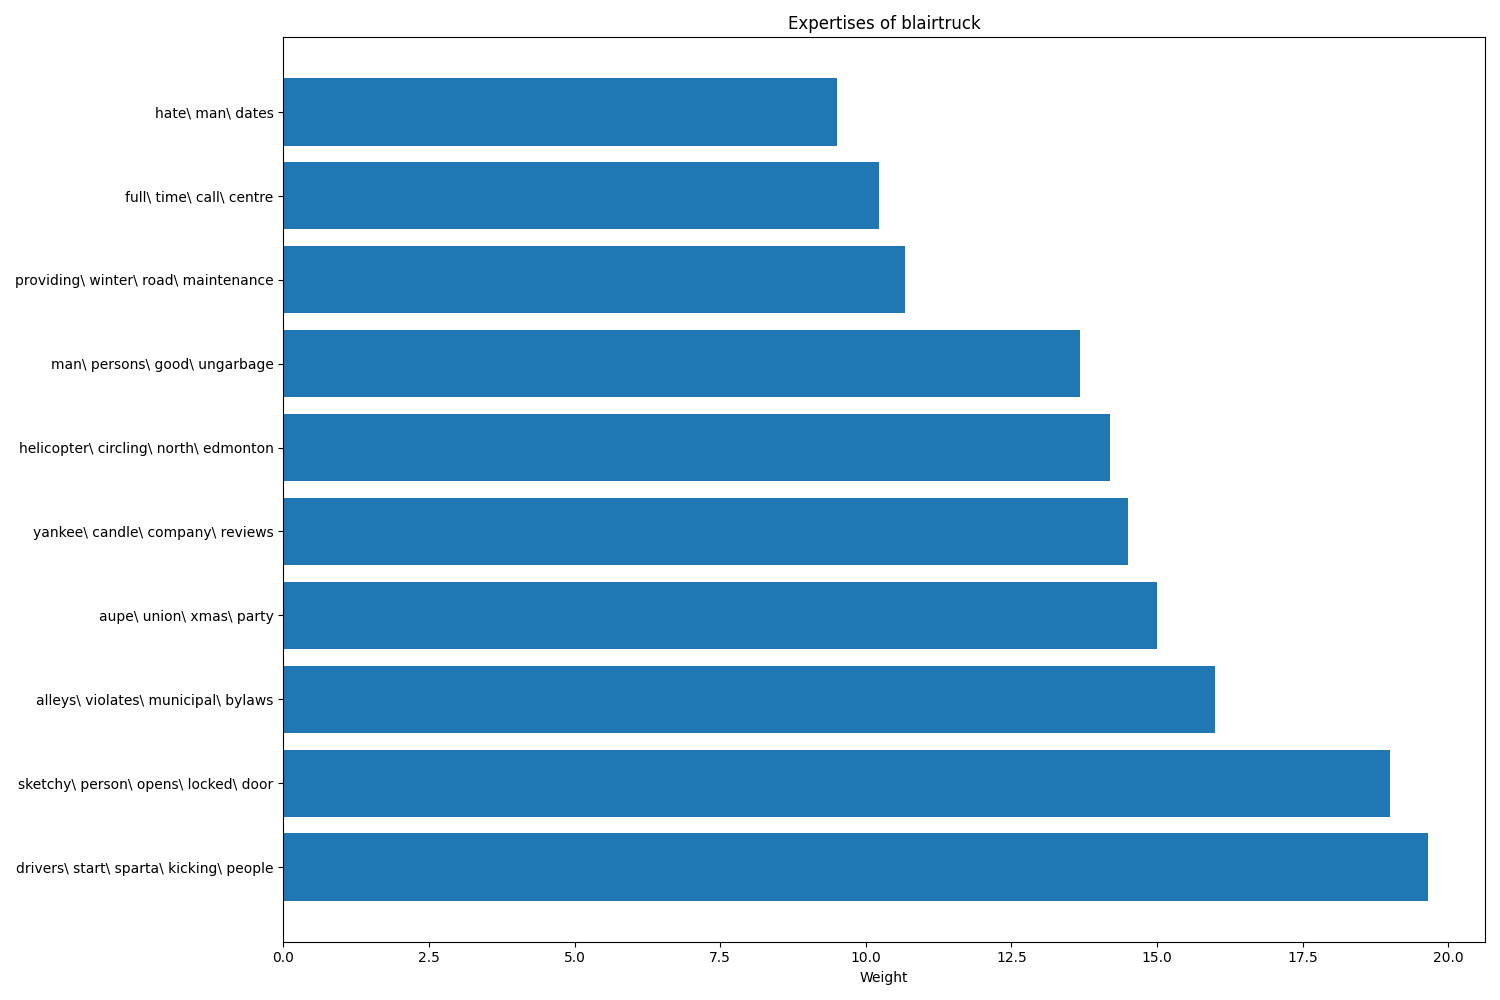 Expertises of blairtruck
hate\ man\ dates
full\ time\ call\ centre
providing\ winter\ road\ maintenance
man\ persons\ good\ ungarbage
helicopter\ circling\ north\ edmonton
yankee\ candle\ company\ reviews
aupe\ union\ xmas\ party
alleys\ violates\ municipal\ bylaws
sketchy\ person\ opens\ locked\ door
drivers\ start\ sparta\ kicking\ people
0.0 2.5 5.0 7.5 10.0 12.5 15.0 17.5 20.0
Weight